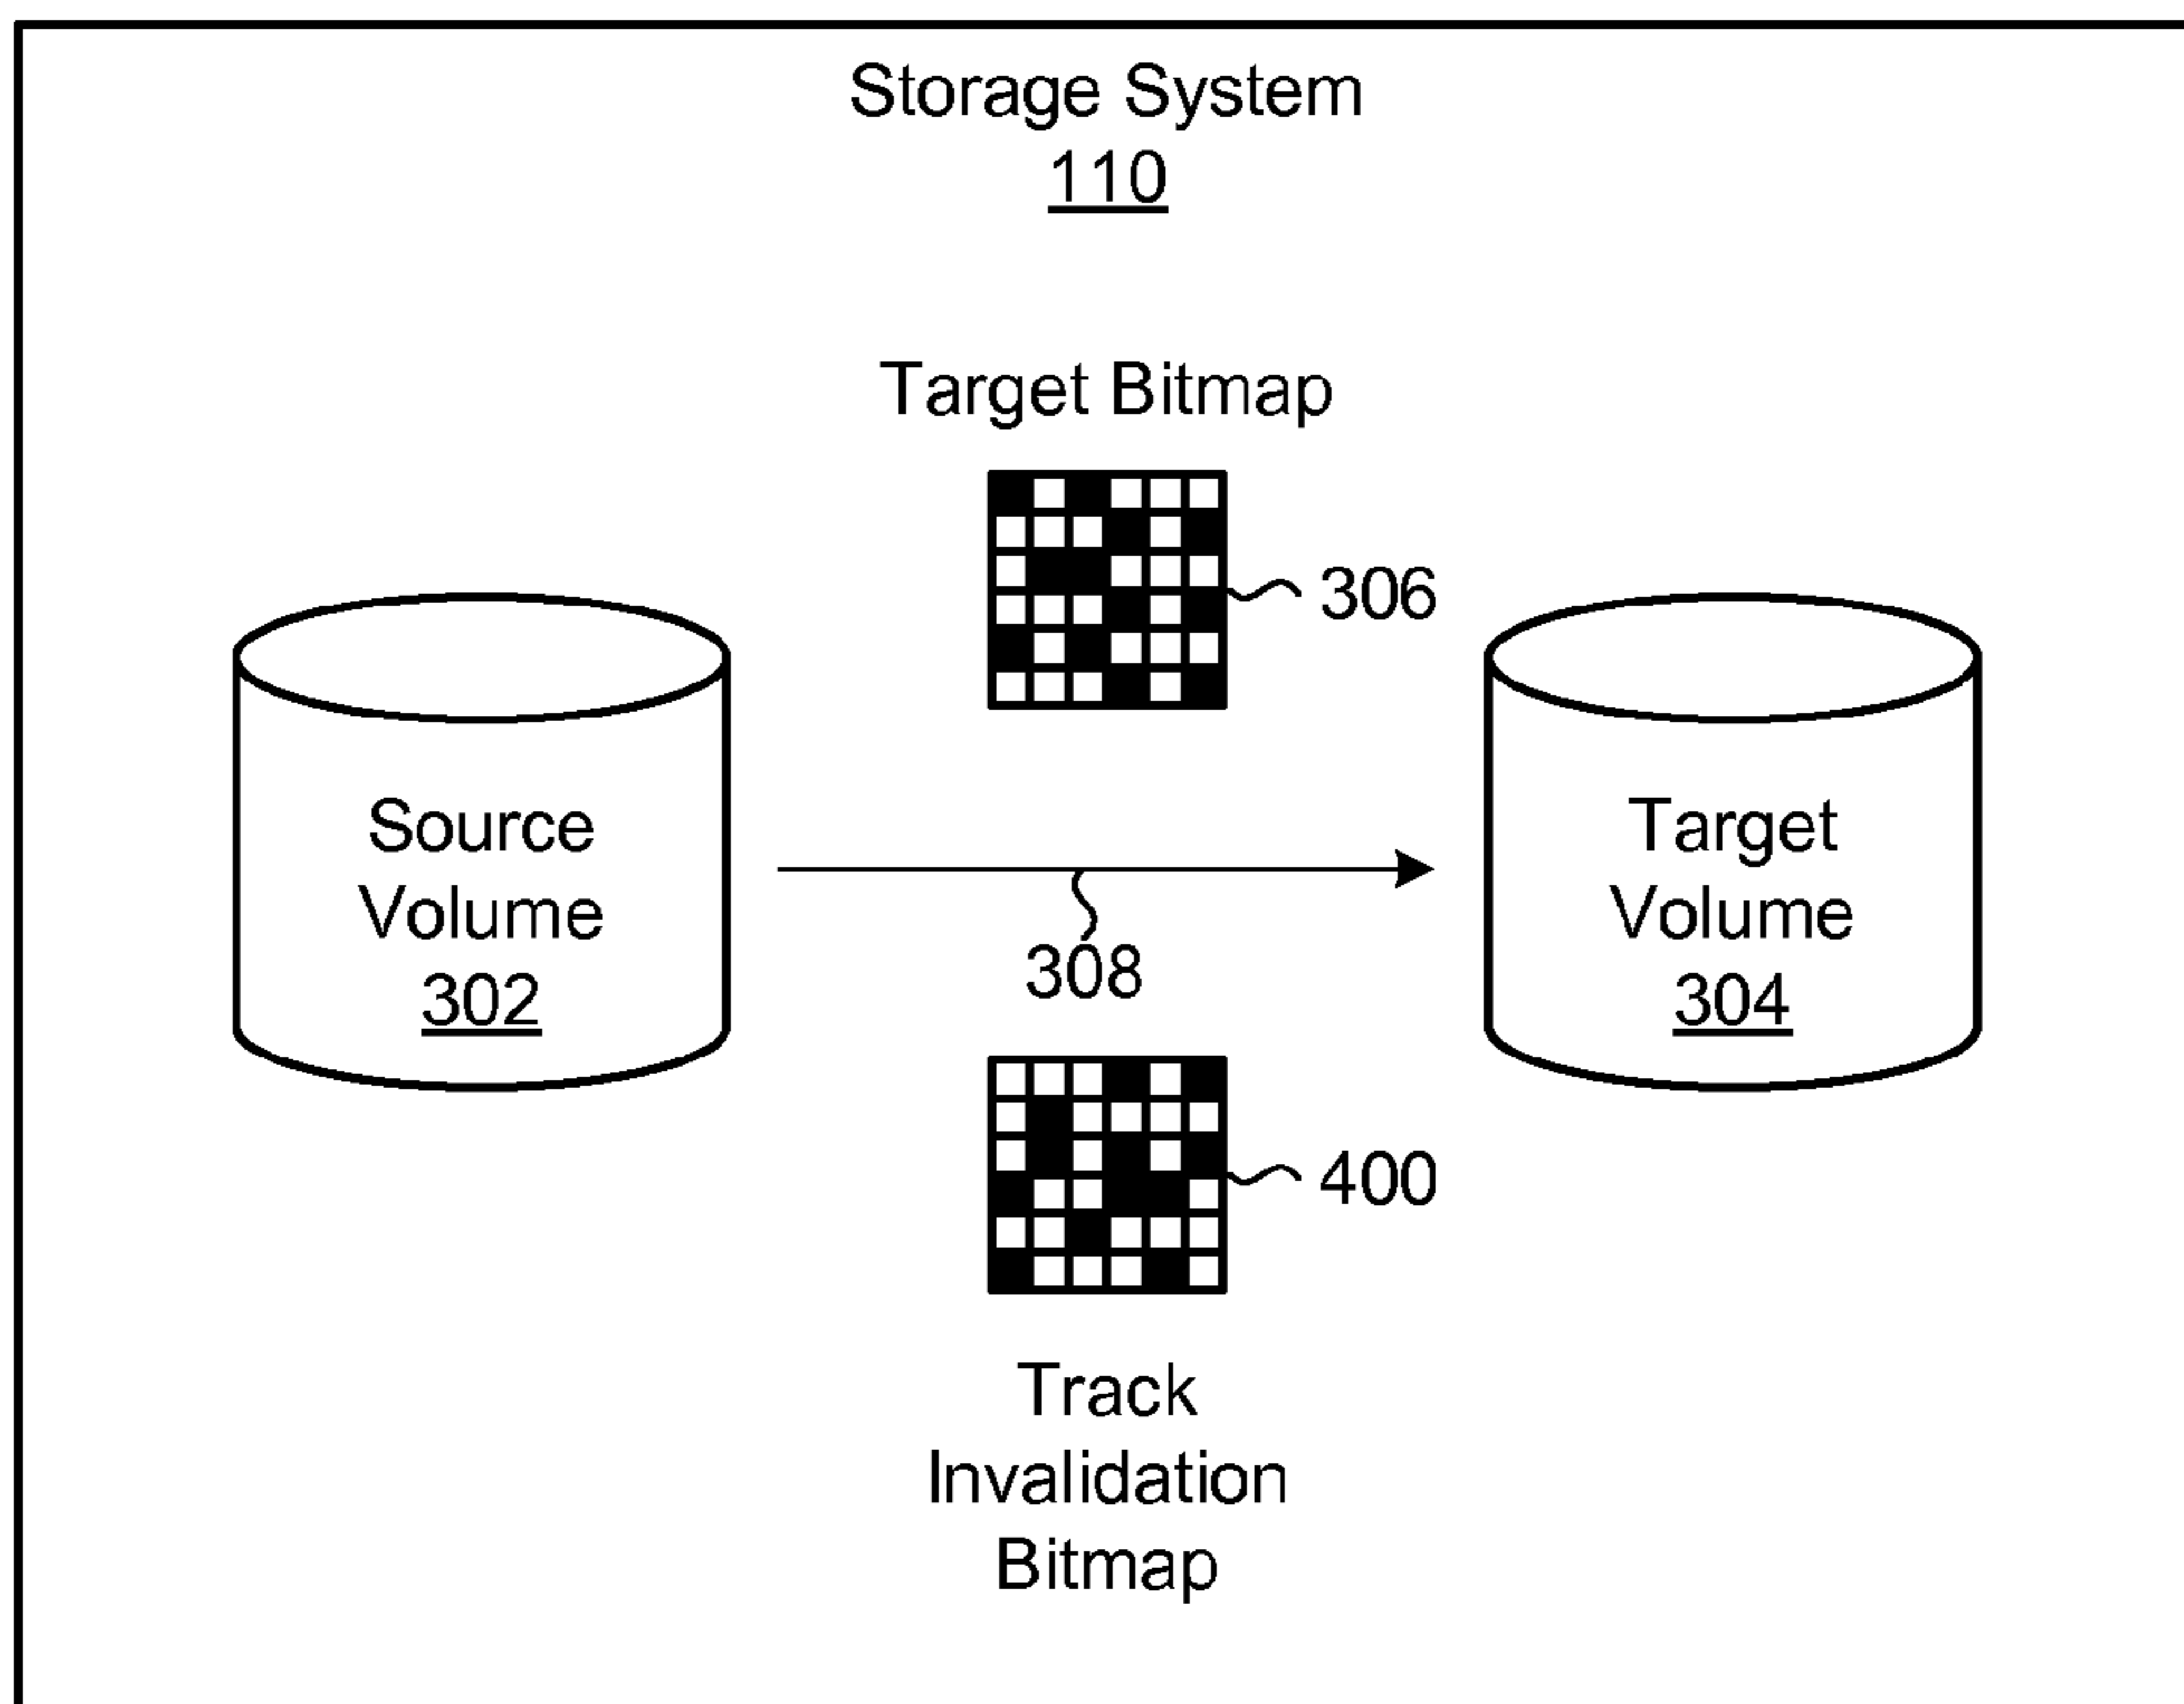 Storage System
110
Target Bitmap
306
Source
Volume
302
308
Target
Volume
304
400
Track
Invalidation
Bitmap